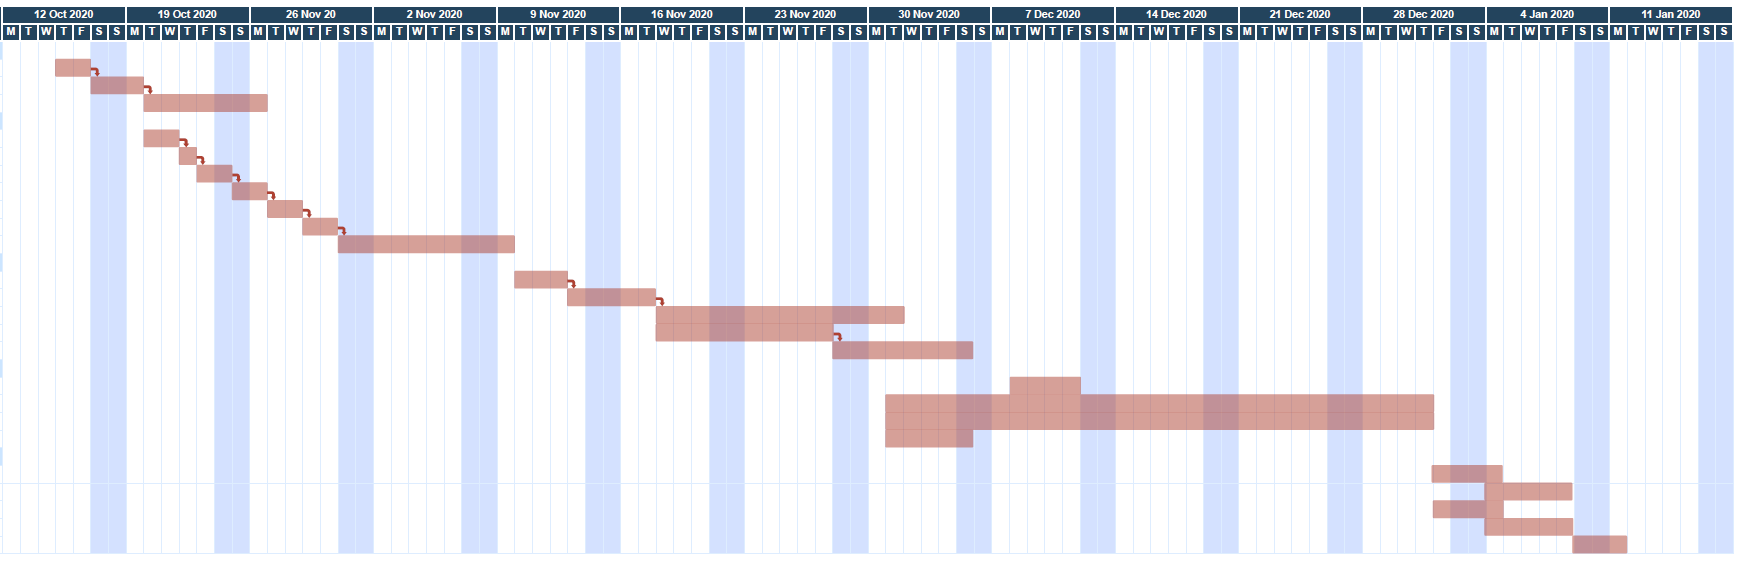 12 Oct 2020 19 Oct 2020 26 Nov 20 2 Nov 2020 9 Nov 2020 16 Nov 2020 23 Nov 2020 30 Nov 2020 7 Dec 2020 14 Dec 2020 21 Dec 2020 28 Dec 2020 4 Jan 2020 11 Jan 2020
M T W T F S S M T W T F S S M T W T F S S M T W T F S S M T W T F S S M T W T F S S M T W T F S S M T W T F S S M T W T F S S M T W T F S S M T W T F S S M T W T F S S M T W T F S S M T W T F S S